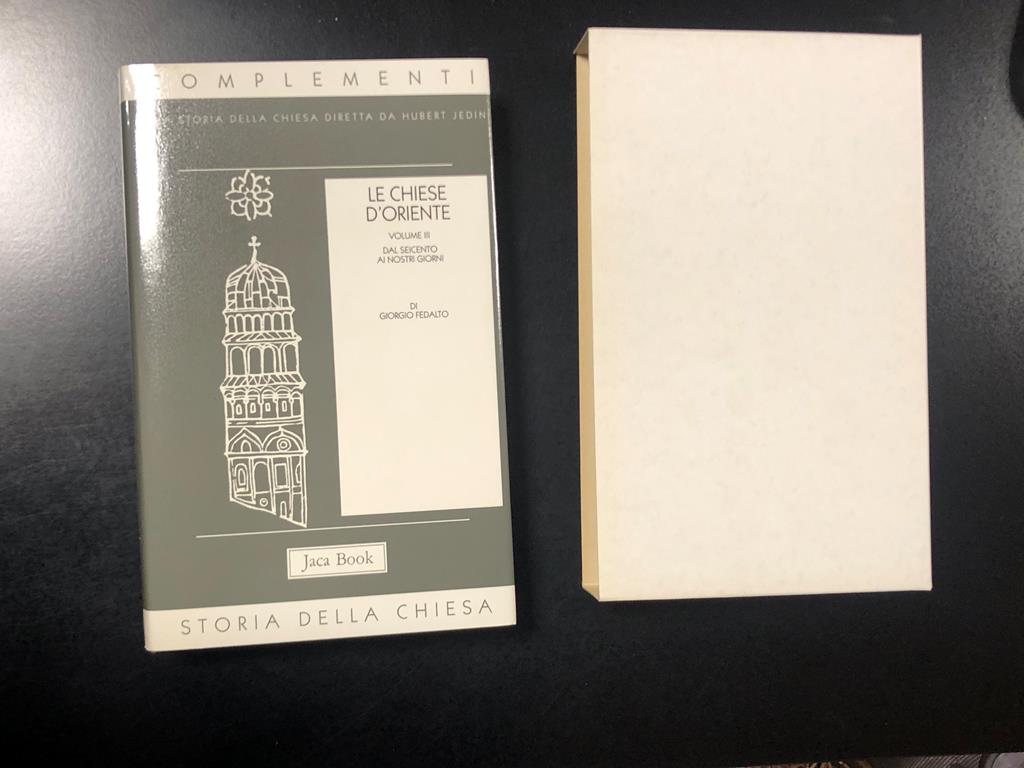 COMPLEMENTI
STORIA DELLA CHIESA DIRETTA DA HUBERT JEDIN
LE CHIESE
D'ORIENTE
VOLUME III
DAL SEICENTO
AI NOSTRI GIORNI
DI
GIORGIO FEDALTO
Jaca Book
STORIA DELLA CHIESA